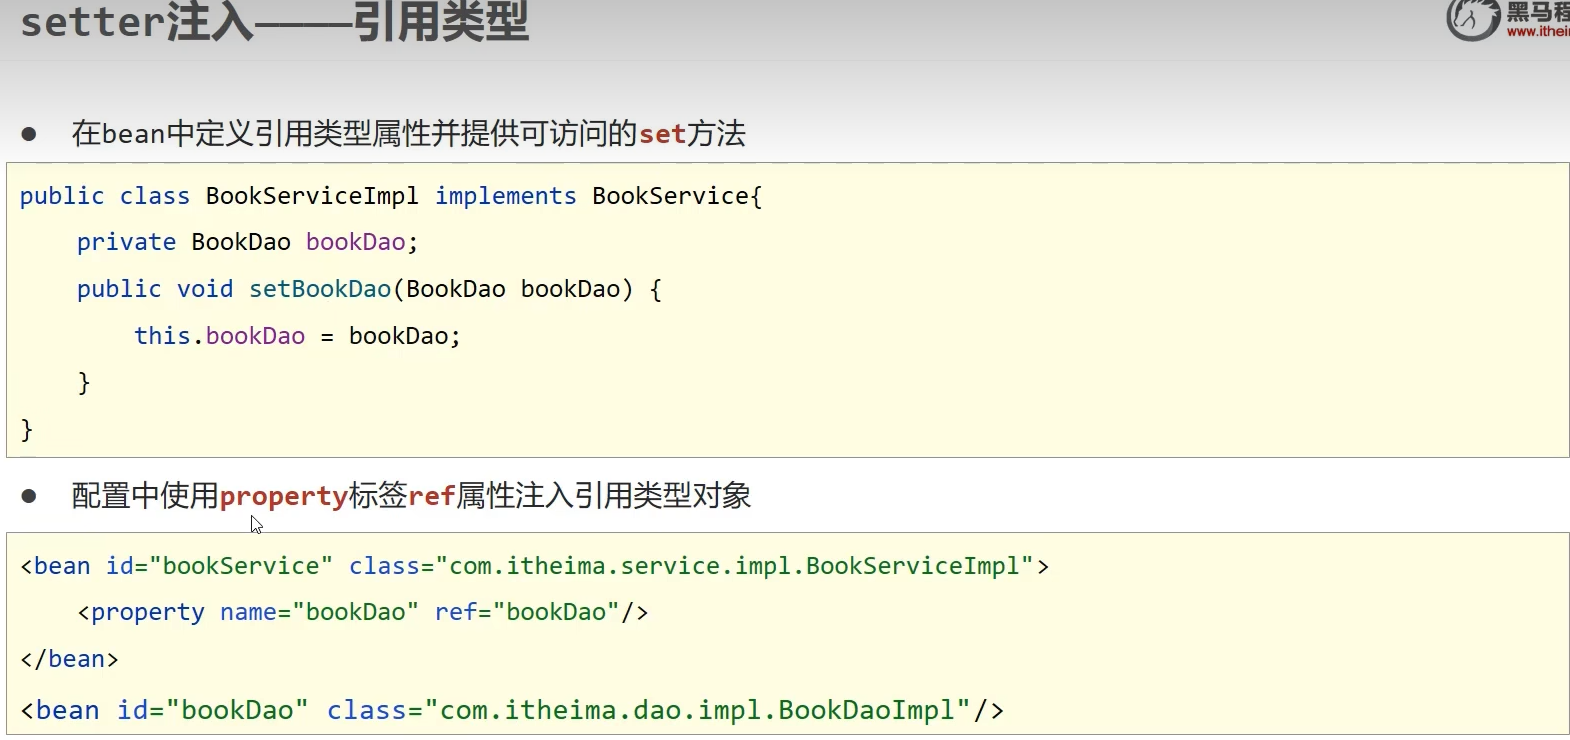 setter注入————引用类型
黑马程
www.ithei
● 在bean中定义引用类型属性并提供可访问的set方法
public class BookServiceImpl implements BookService{
    private BookDao bookDao;
    public void setBookDao(BookDao bookDao) {
        this.bookDao = bookDao;
    }
}
● 配置中使用property标签ref属性注入引用类型对象
<bean id="bookService" class="com.itheima.service.impl.BookServiceImpl">
    <property name="bookDao" ref="bookDao"/>
</bean>
<bean id="bookDao" class="com.itheima.dao.impl.BookDaoImpl"/>